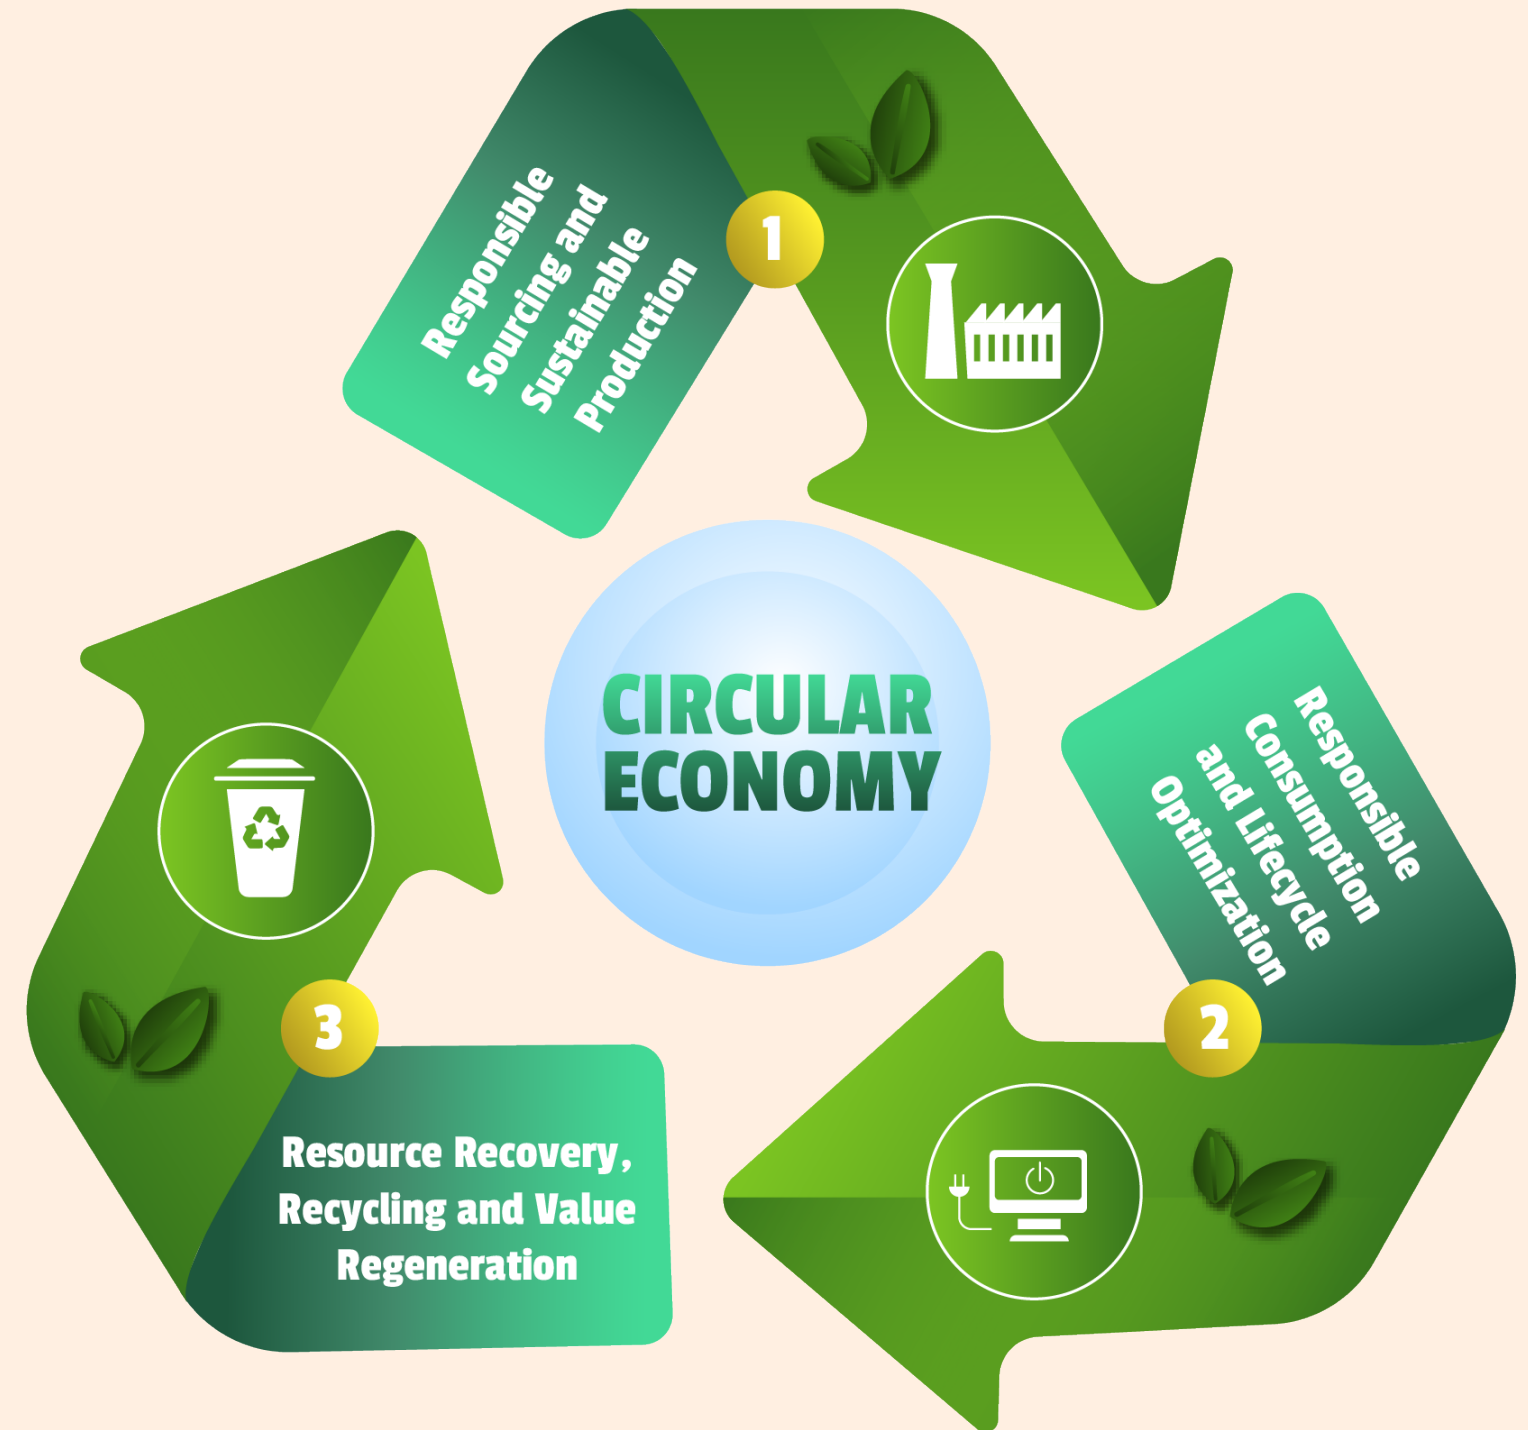 1
Responsible
Sourcing and
Sustainable
Production
CIRCULAR
ECONOMY
2
Responsible
Consumption
and Lifecycle
Optimization
3
Resource Recovery,
Recycling and Value
Regeneration